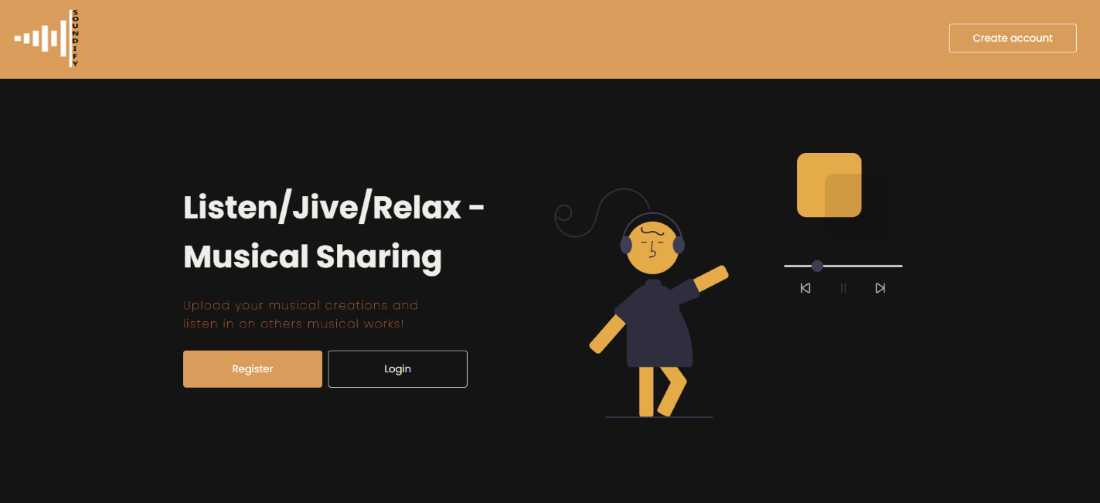 SOUNDIFY
Create account
Listen/Jive/Relax -
Musical Sharing
Upload your musical creations and
listen in on others musical works!
Register
Login